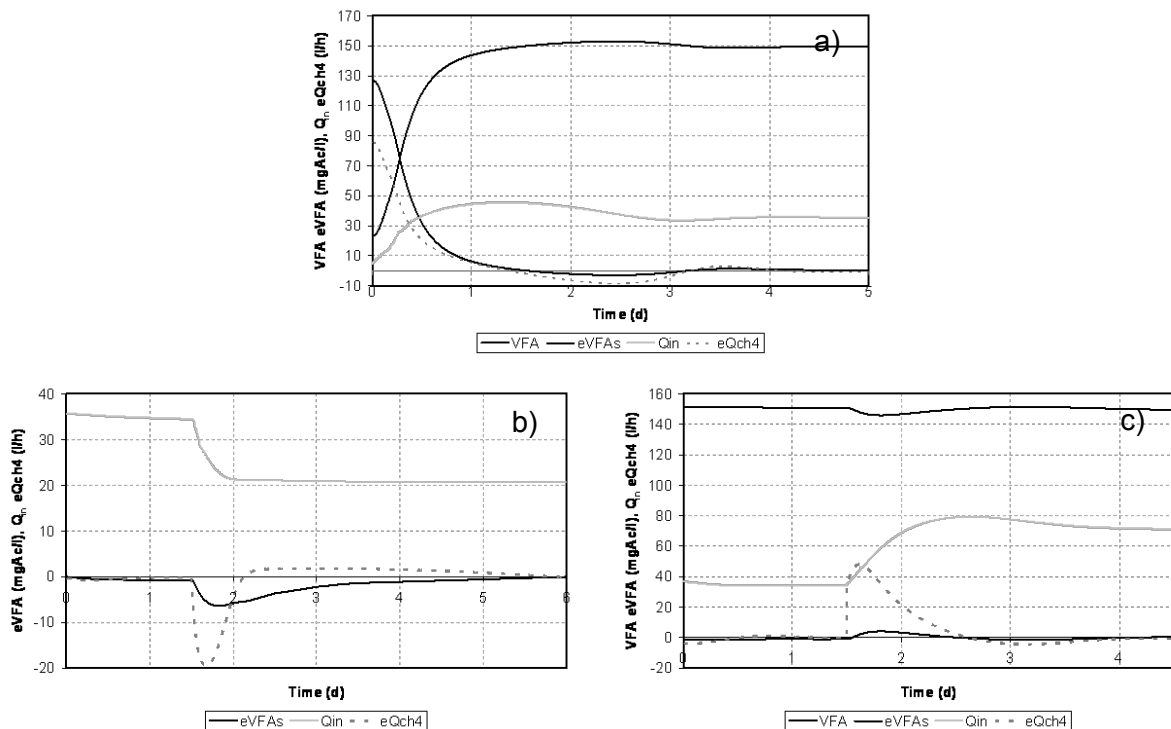 170
150
130
110
90
70
50
30
10
-10
VFA eVFA (mgAc/l), Qin eQch4 (l/h)
a)
0 1 2 3 4 5
Time (d)
VFA eVFAs Qin eQch4
40
30
20
10
0
-10
-20
eVFA (mgAc/l), Qin eQch4 (l/h)
b)
0 1 2 3 4 5 6
Time (d)
eVFAs Qin eQch4
160
140
120
100
80
60
40
20
0
-20
VFA eVFA (mgAc/l), Qin eQch4 (l/h)
c)
0 1 2 3 4
Time (d)
VFA eVFAs Qin eQch4